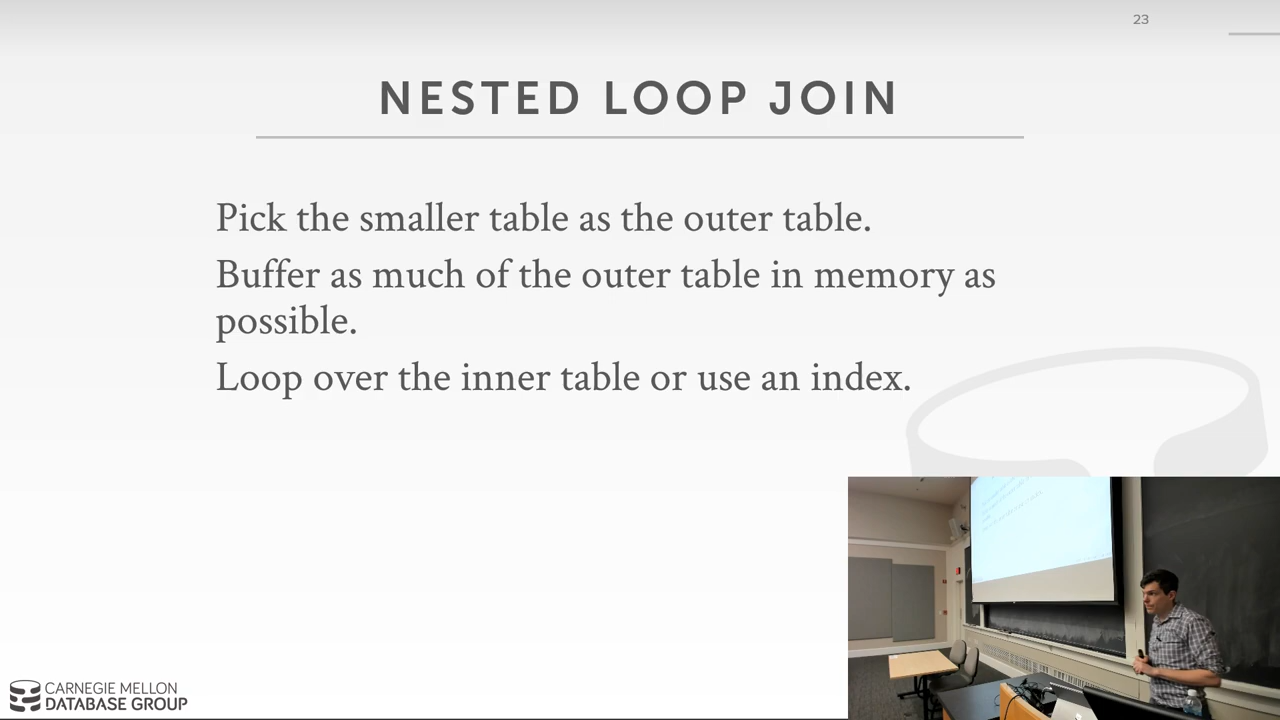 23
NESTED LOOP JOIN
Pick the smaller table as the outer table.
Buffer as much of the outer table in memory as
possible.
Loop over the inner table or use an index.
CARNEGIE MELLON
DATABASE GROUP